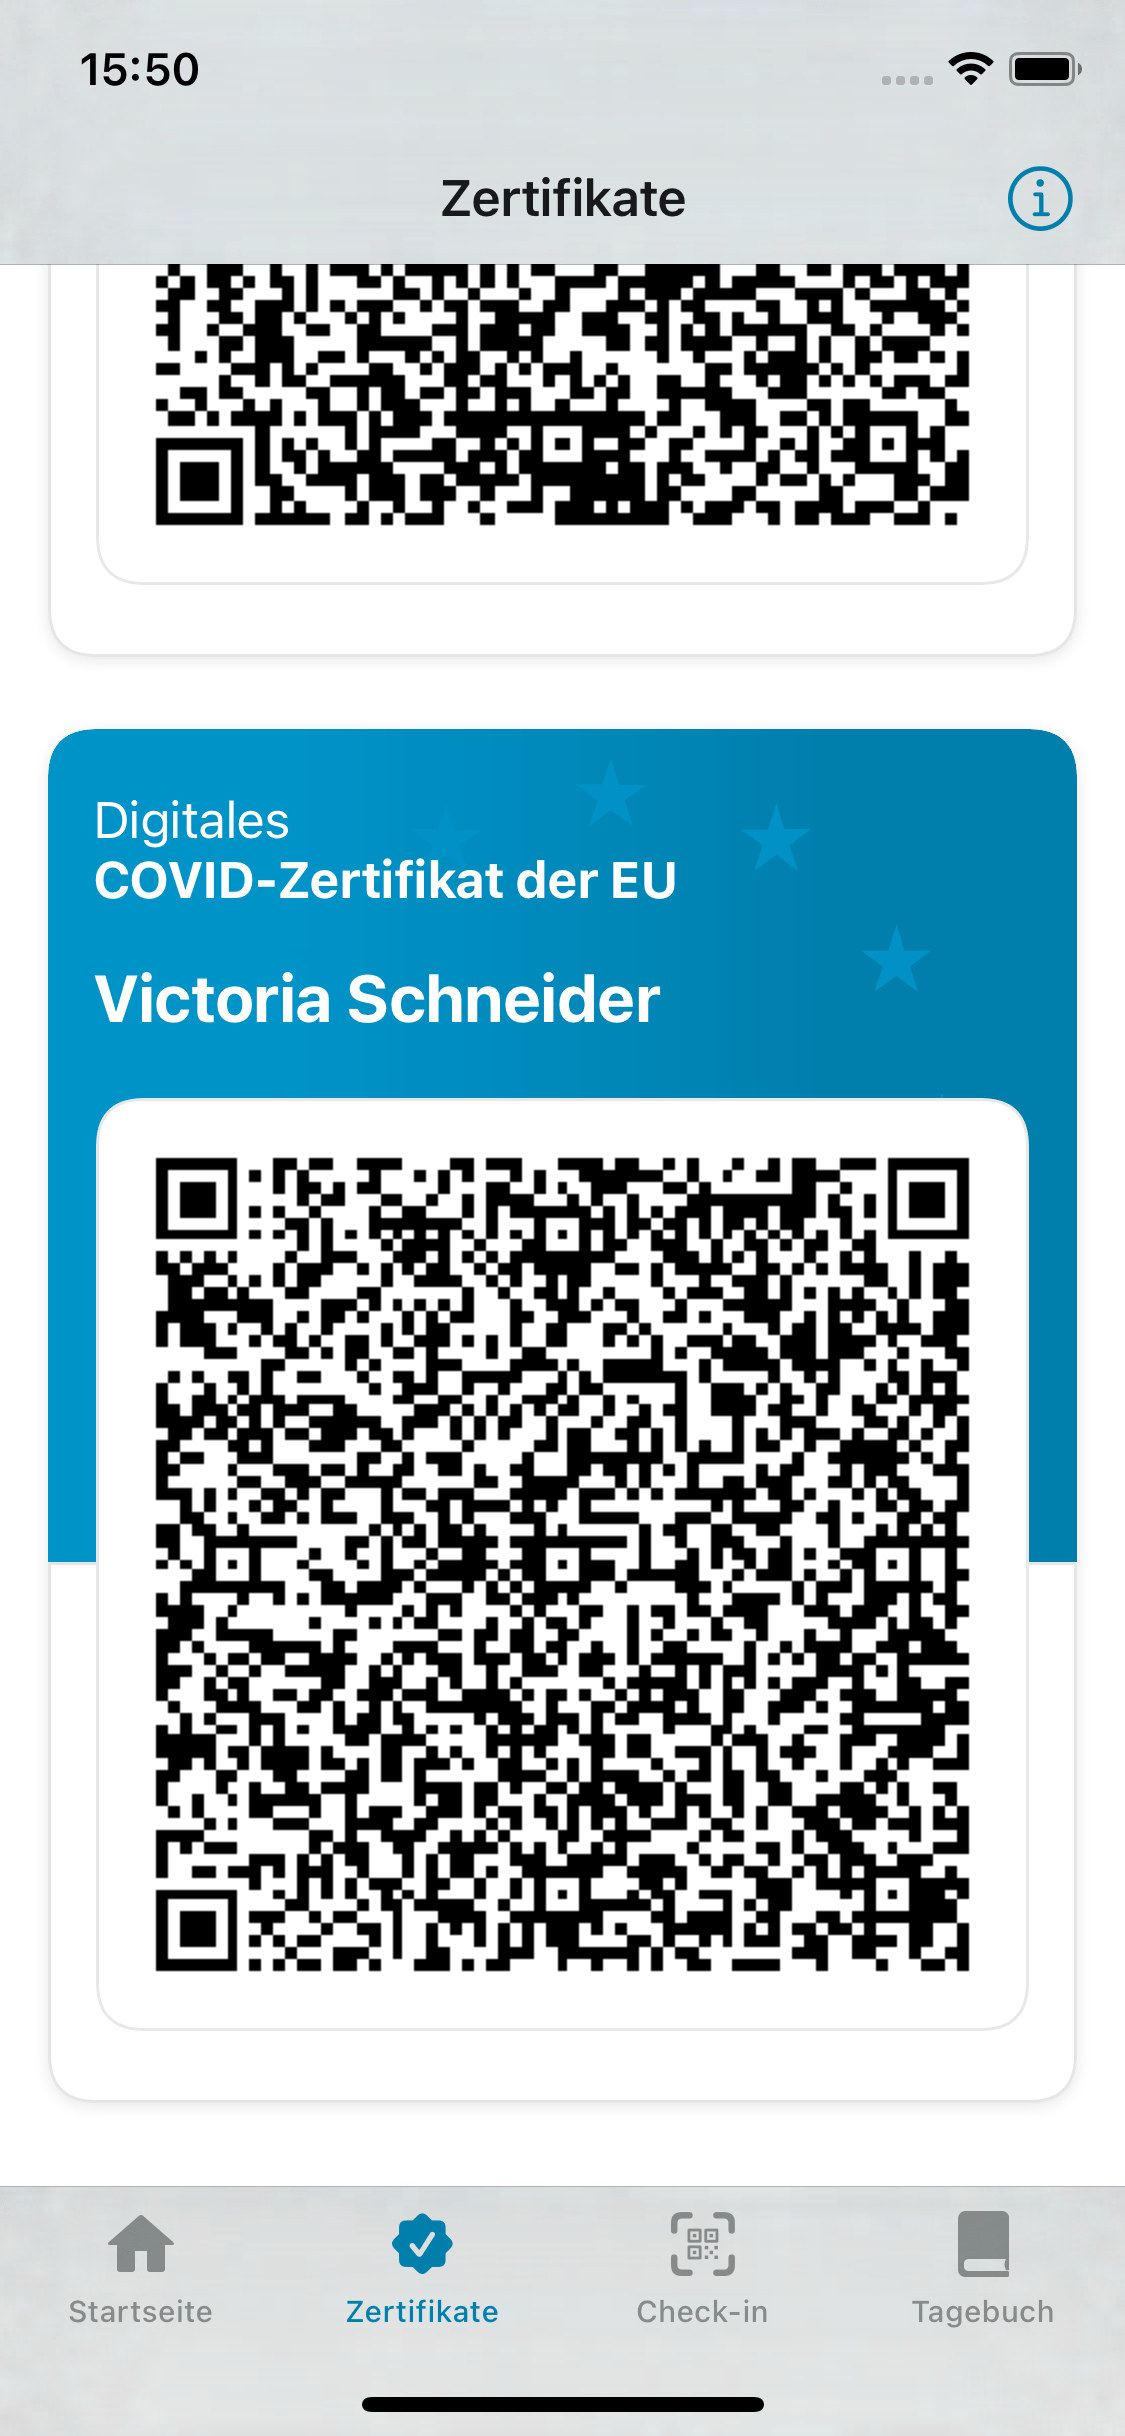 15:50
Zertifikate
Digitales
COVID-Zertifikat der EU
Victoria Schneider
Startseite
Zertifikate
Check-in
Tagebuch